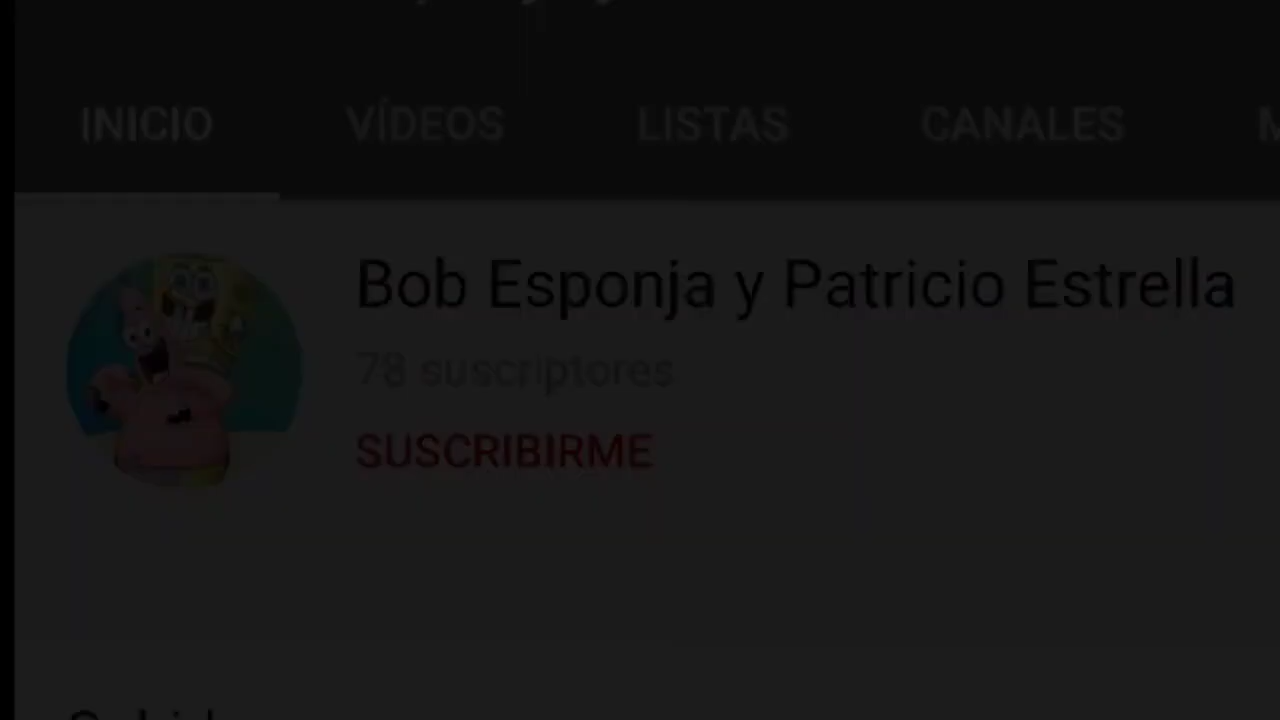 INICIO VÍDEOS LISTAS CANALES
Bob Esponja y Patricio Estrella
78 suscriptores
SUSCRIBIRME